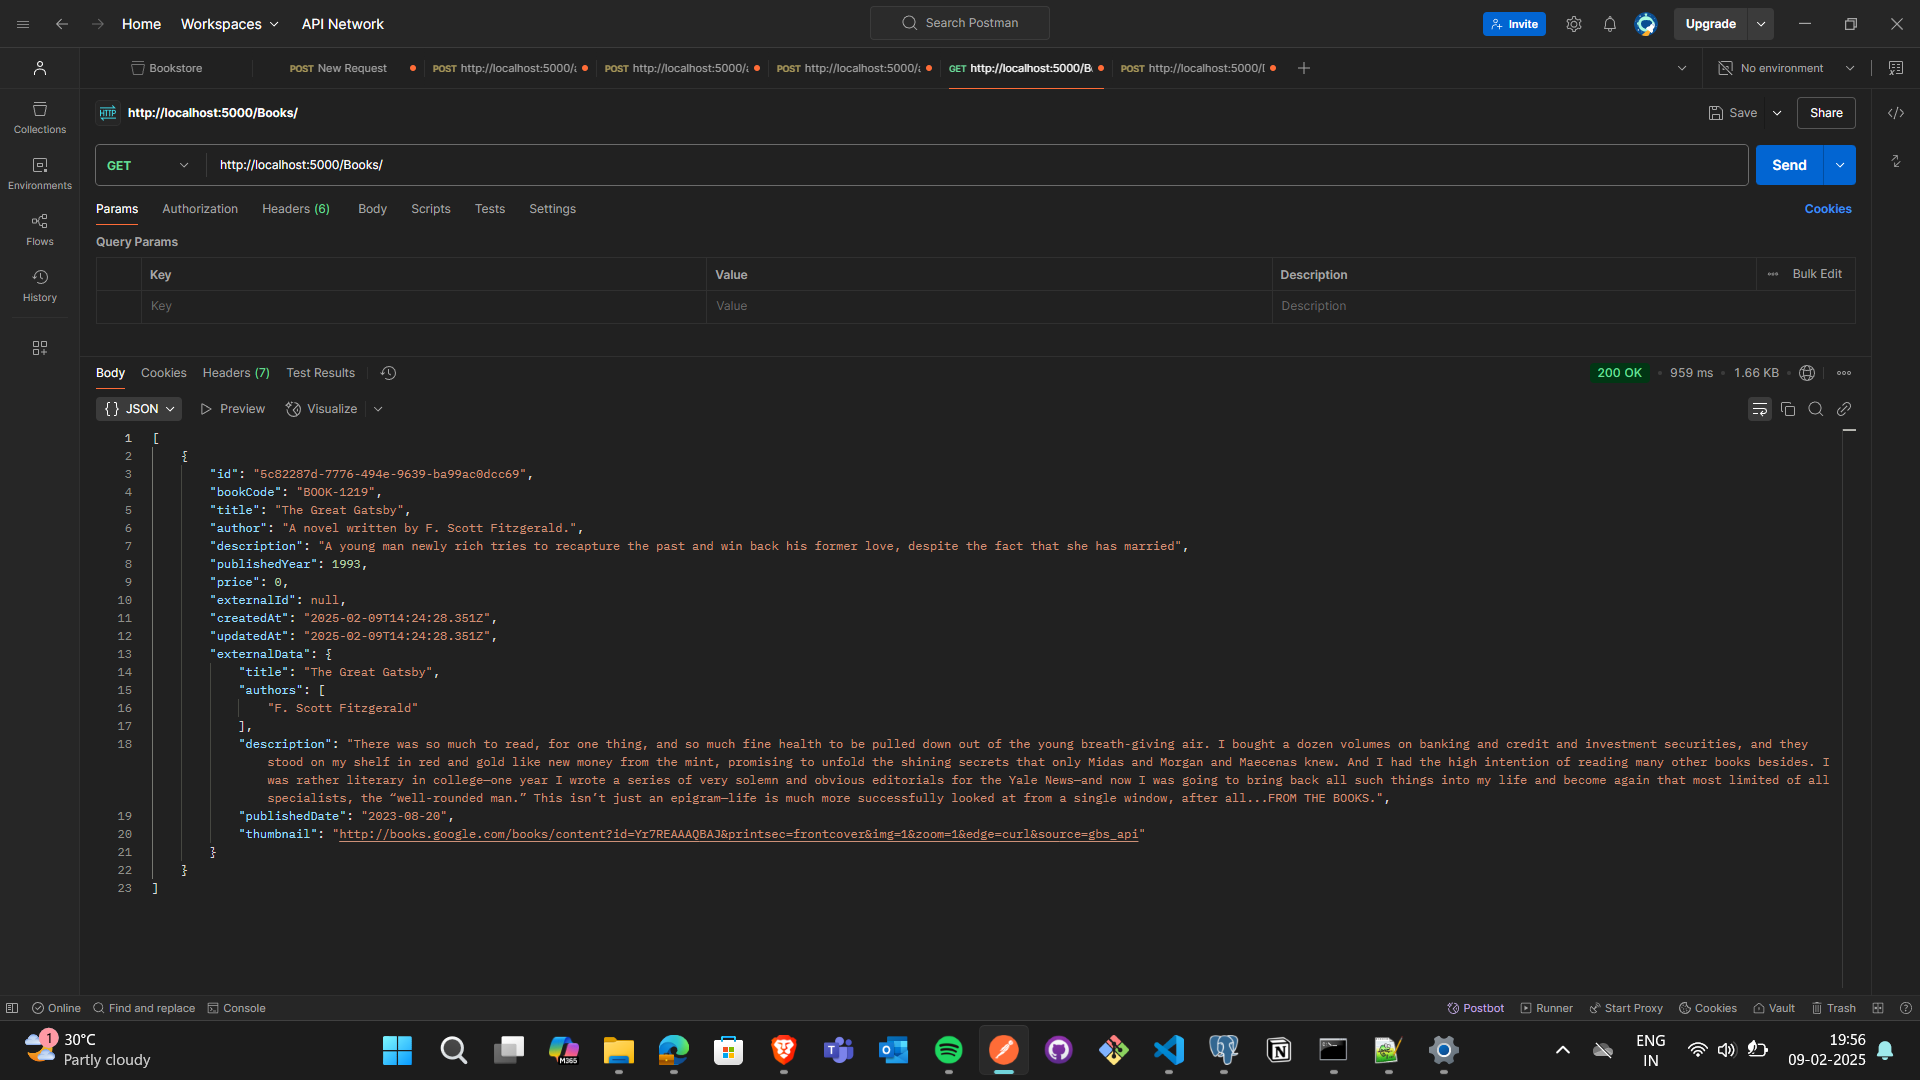 Home Workspaces API Network Search Postman Invite Upgrade
Bookstore POST New Request POST http://localhost:5000/ POST http://localhost:5000/ POST http://localhost:5000/ GET http://localhost:5000/B POST http://localhost:5000/ No environment
HTTP http://localhost:5000/Books/ Save Share
Collections
Environments
Flows
History
GET http://localhost:5000/Books/ Send
Params Authorization Headers (6) Body Scripts Tests Settings Cookies
Query Params
Key Value Description Bulk Edit
Key Value Description
Body Cookies Headers (7) Test Results 200 OK 959 ms 1.66 KB
{} JSON Preview Visualize
1 [
2 {
3 "id": "5c82287d-7776-494e-9639-ba99ac0dcc69",
4 "bookCode": "BOOK-1219",
5 "title": "The Great Gatsby",
6 "author": "A novel written by F. Scott Fitzgerald.",
7 "description": "A young man newly rich tries to recapture the past and win back his former love, despite the fact that she has married",
8 "publishedYear": 1993,
9 "price": 0,
10 "externalId": null,
11 "createdAt": "2025-02-09T14:24:28.351Z",
12 "updatedAt": "2025-02-09T14:24:28.351Z",
13 "externalData": {
14 "title": "The Great Gatsby",
15 "authors": [
16 "F. Scott Fitzgerald"
17 ],
18 "description": "There was so much to read, for one thing, and so much fine health to be pulled down out of the young breath-giving air. I bought a dozen volumes on banking and credit and investment securities, and they
stood on my shelf in red and gold like new money from the mint, promising to unfold the shining secrets that only Midas and Morgan and Maecenas knew. And I had the high intention of reading many other books besides. I
was rather literary in college—one year I wrote a series of very solemn and obvious editorials for the Yale News—and now I was going to bring back all such things into my life and become again that most limited of all
specialists, the “well-rounded man.” This isn’t just an epigram—life is much more successfully looked at from a single window, after all...FROM THE BOOKS.",
19 "publishedDate": "2023-08-20",
20 "thumbnail": "http://books.google.com/books/content?id=Yr7REAAAQBAJ&printsec=frontcover&img=1&zoom=1&edge=curl&source=gbs_api"
21 }
22 }
23 ]
Online Find and replace Console Postbot Runner Start Proxy Cookies Vault Trash
1 30°C
Partly cloudy
M365
ENG
IN
19:56
09-02-2025